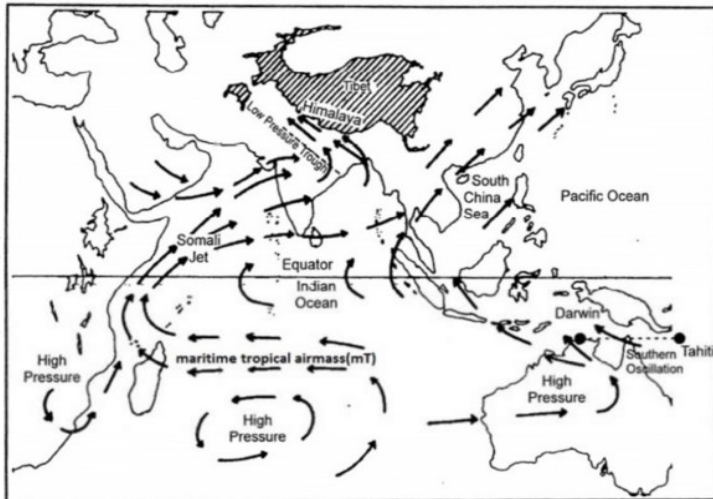 Tibet
Himalaya
Low Pressure Trough
South
China
Sea
Pacific Ocean
Somali
Jet
Equator
Indian
Ocean
Darwin
Tahiti
Southern
Oscillation
High
Pressure
maritime tropical airmass(mT)
High
Pressure
High
Pressure